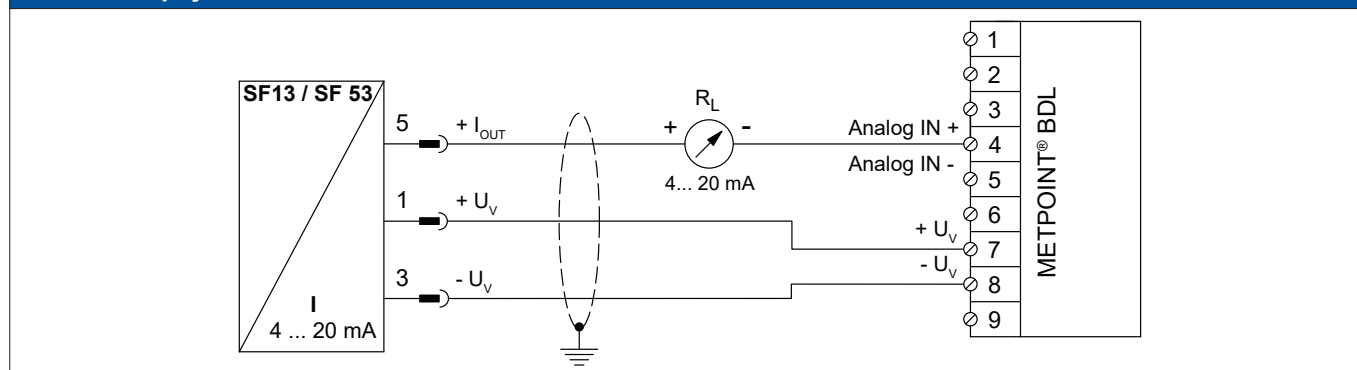 SF13 / SF 53
I
4 ... 20 mA
5
+ I_OUT
1
+ U_V
3
- U_V
R_L
+
-
4... 20 mA
Analog IN +
Analog IN -
+ U_V
- U_V
1
2
3
4
5
6
7
8
9
METPOINT® BDL